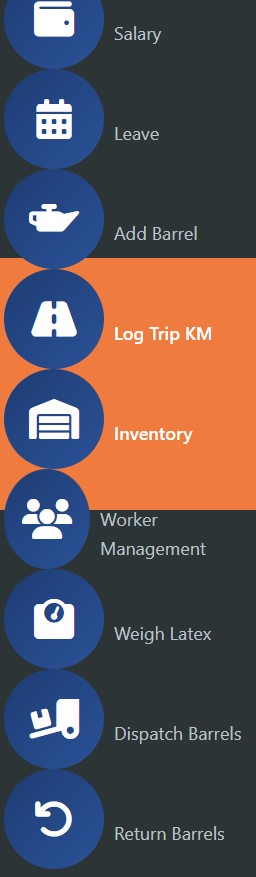 Salary
Leave
Add Barrel
Log Trip KM
Inventory
Worker
Management
Weigh Latex
Dispatch Barrels
Return Barrels